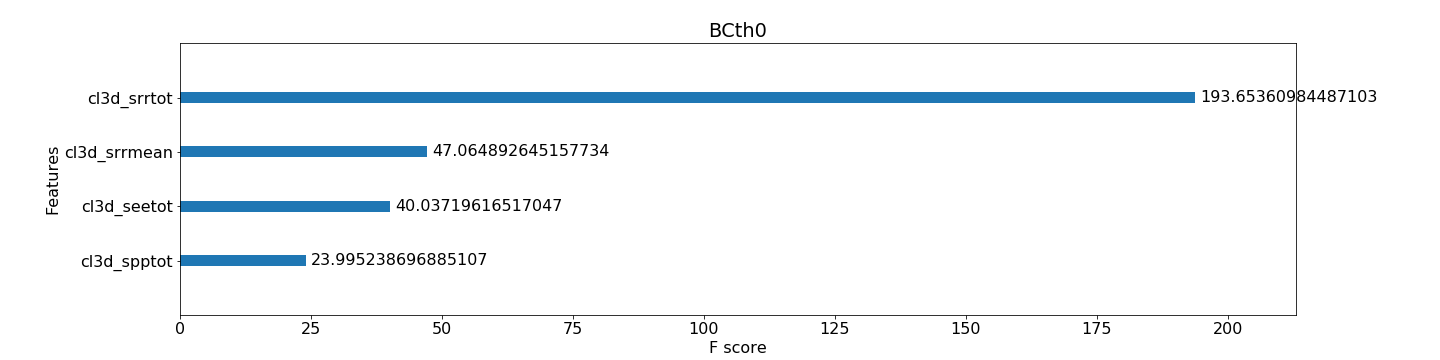 BCth0
Features
cl3d_srrtot
193.65360984487103
cl3d_srrmean
47.064892645157734
cl3d_seetot
40.03719616517047
cl3d_spptot
23.995238696885107
0 25 50 75 100 125 150 175 200
F score